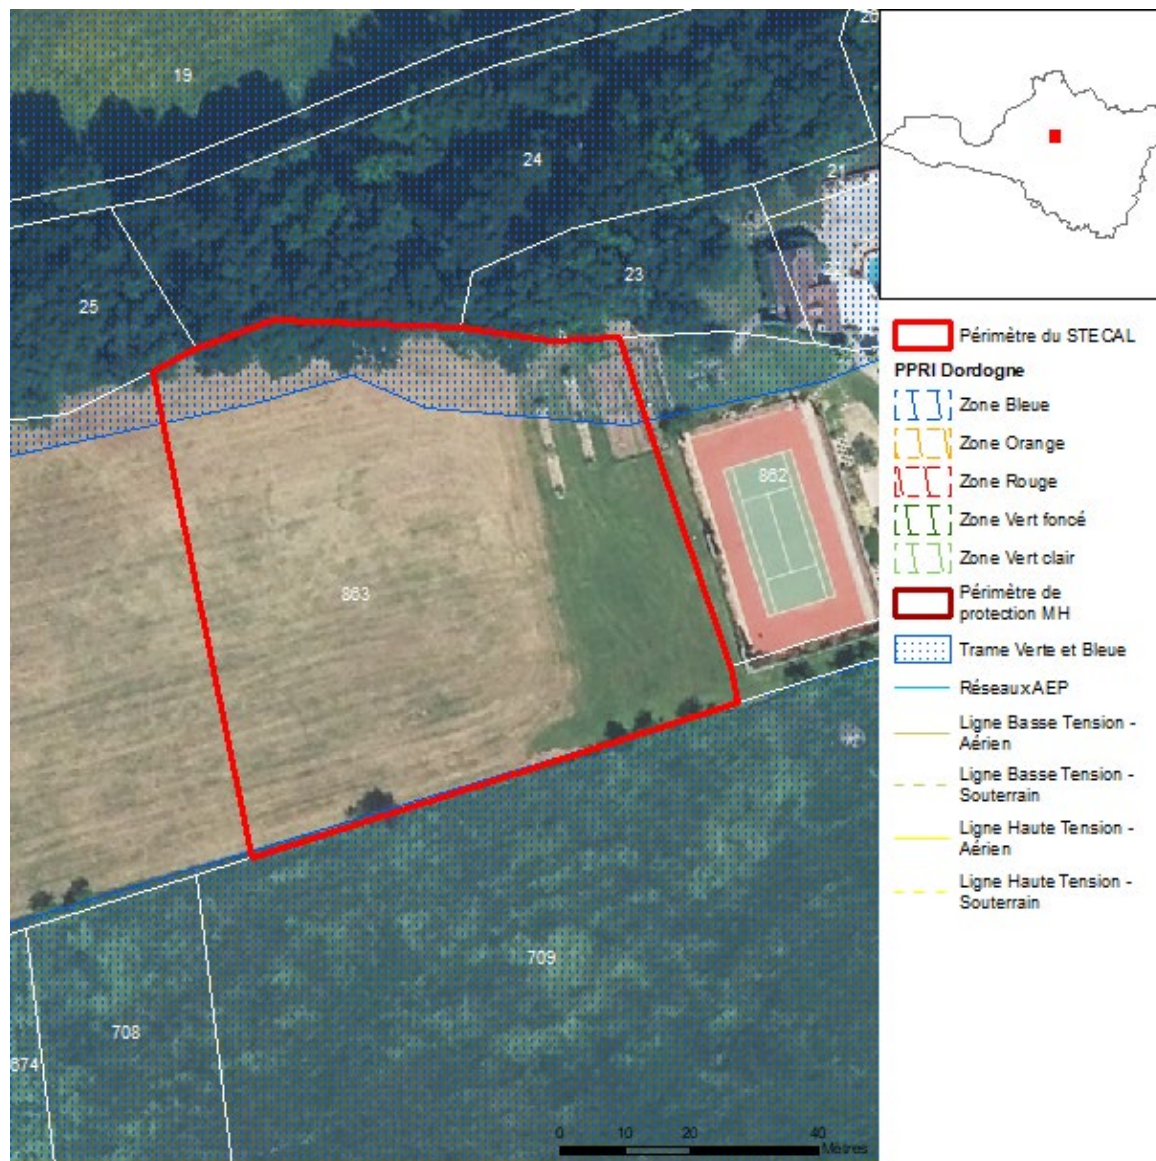 20
19
24
21
23
25
862
863
709
708
674
0 10 20 40
Mètres
Périmètre du STECAL
PPRI Dordogne
Zone Bleue
Zone Orange
Zone Rouge
Zone Vert foncé
Zone Vert clair
Périmètre de
protection MH
Trame Verte et Bleue
Réseaux AEP
Ligne Basse Tension -
Aérien
Ligne Basse Tension -
Souterrain
Ligne Haute Tension -
Aérien
Ligne Haute Tension -
Souterrain